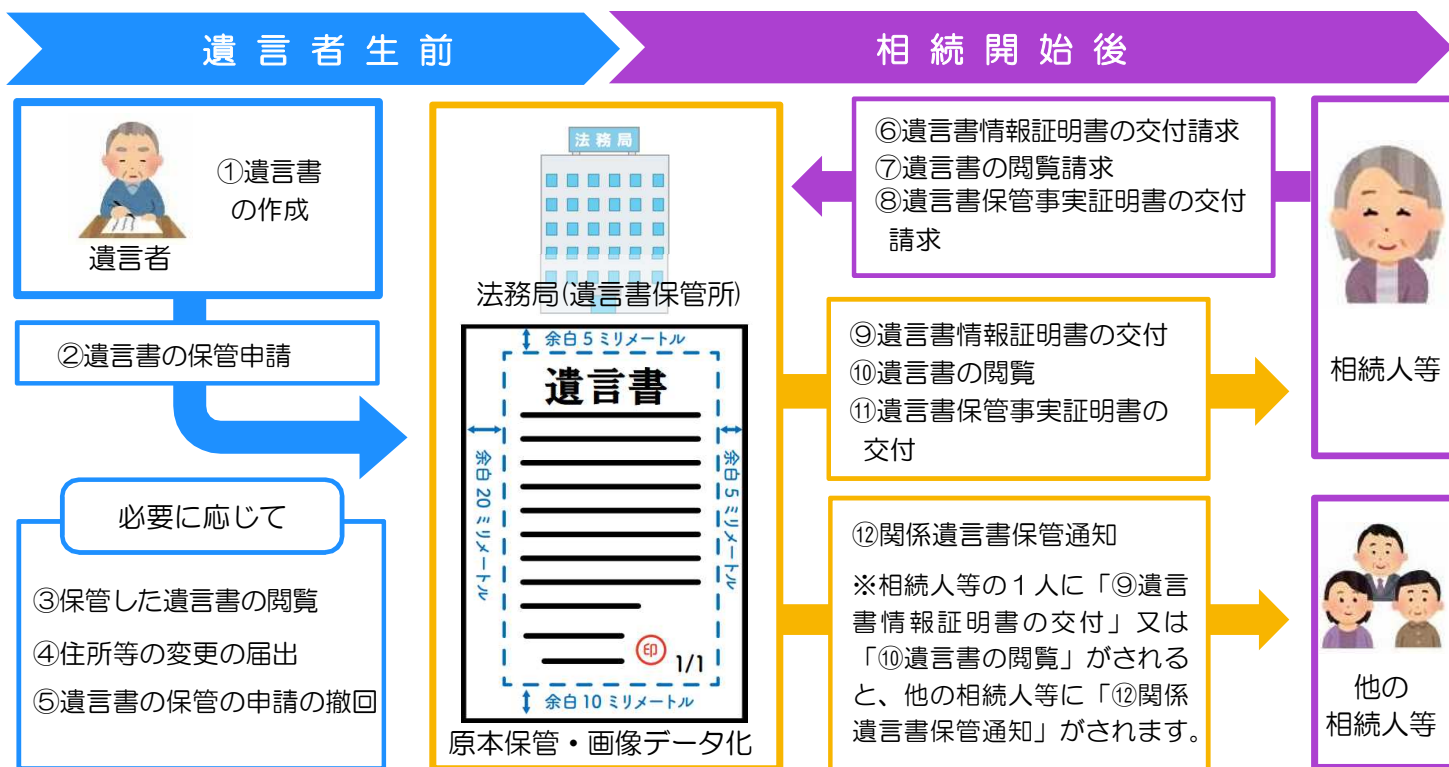 遺言者生前
相続開始後
①遺言書
の作成
遺言者
②遺言書の保管申請
必要に応じて
③保管した遺言書の閲覧
④住所等の変更の届出
⑤遺言書の保管の申請の撤回
法務局
法務局(遺言書保管所)
余白5ミリメートル
遺言書
余白20ミリメートル
余白5ミリメートル
印
1/1
余白10ミリメートル
原本保管・画像データ化
⑥遺言書情報証明書の交付請求
⑦遺言書の閲覧請求
⑧遺言書保管事実証明書の交付
請求
⑨遺言書情報証明書の交付
⑩遺言書の閲覧
⑪遺言書保管事実証明書の
交付
相続人等
⑫関係遺言書保管通知
※相続人等の1人に「⑨遺言
書情報証明書の交付」又は
「⑩遺言書の閲覧」がされる
と、他の相続人等に「⑫関係
遺言書保管通知」がされます。
他の
相続人等